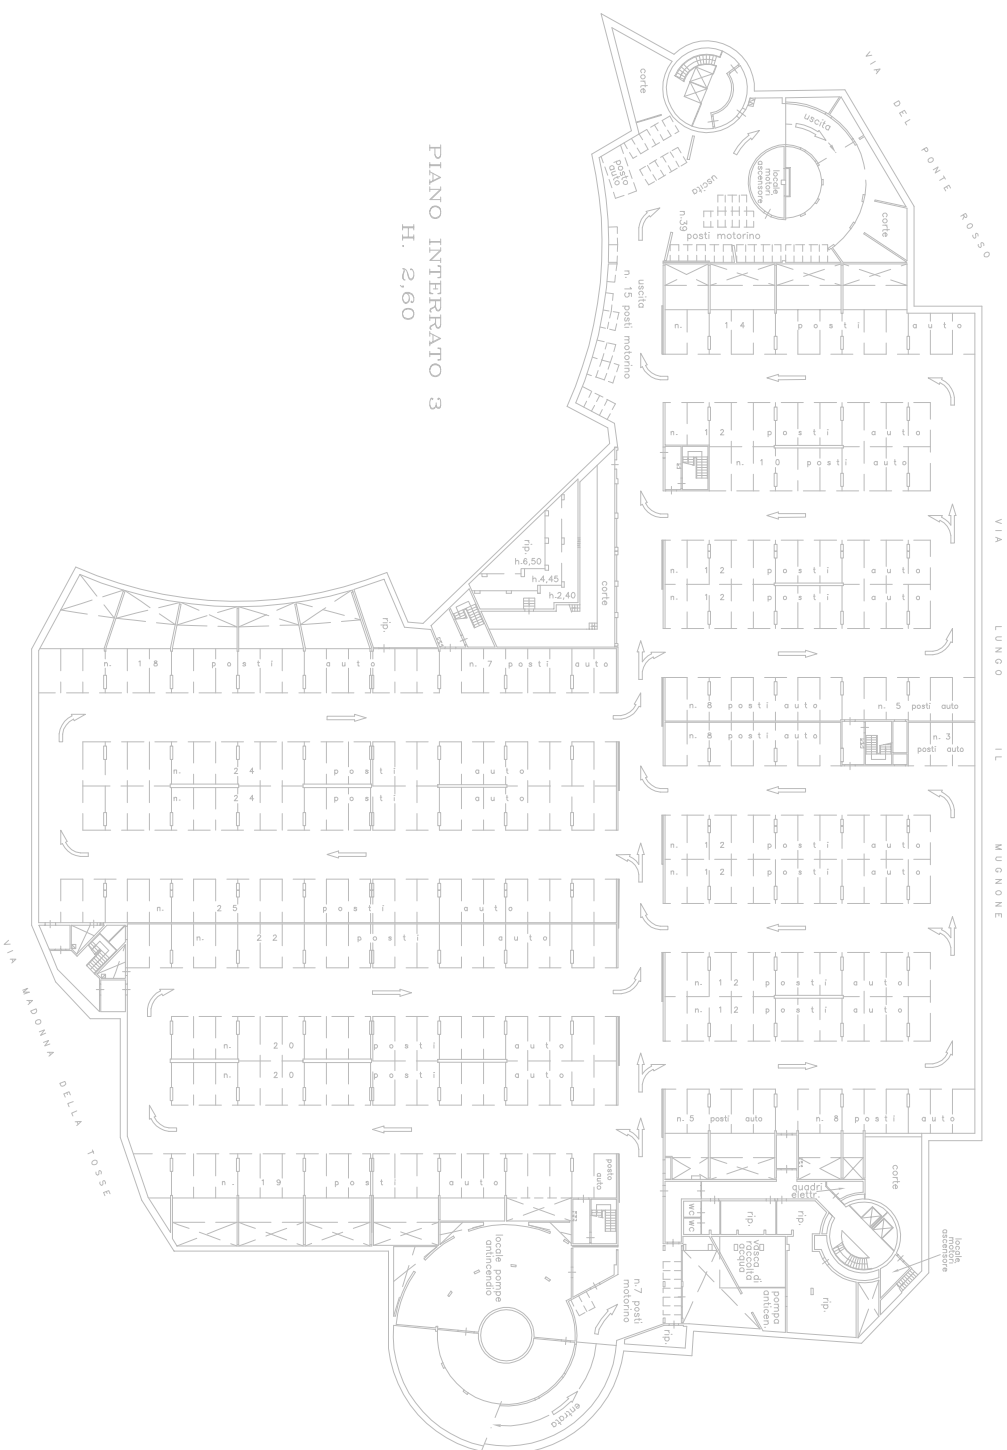 VIA DEL PONTE ROSSO
corte
uscita
locale
motori
ascensore
posto
auto
uscita
n.39
posti motorino
corte
PIANO INTERRATO 3
H. 2,60
n. 15 posti motorino
uscita
n. 14 posti auto
n. 12 posti auto
n. 10 posti auto
VIA LUNGO IL MUGNONE
rip.
h.6,50
h.4,45
h.2,40
corte
n. 12 posti auto
n. 12 posti auto
rip.
n. 18 posti auto
n. 7 posti auto
n. 8 posti auto
n. 5 posti auto
n. 8 posti auto
n. 3
posti auto
n. 24 posti auto
n. 24 posti auto
n. 12 posti auto
n. 12 posti auto
n. 25 posti auto
n. 22 posti auto
VIA MADONNA DELLA TOSSE
n. 12 posti auto
n. 12 posti auto
n. 20 posti auto
n. 20 posti auto
n.5 posti auto
n. 8 posti auto
n. 19 posti auto
posto
auto
quadri
elettr.
corte
WC
WC
rip.
rip.
locale
motori
ascensore
locale pompe
antincendio
vasca di
raccolta
acqua
pompa
anticen.
rip.
n.7 posti
motorino
rip.
entrata